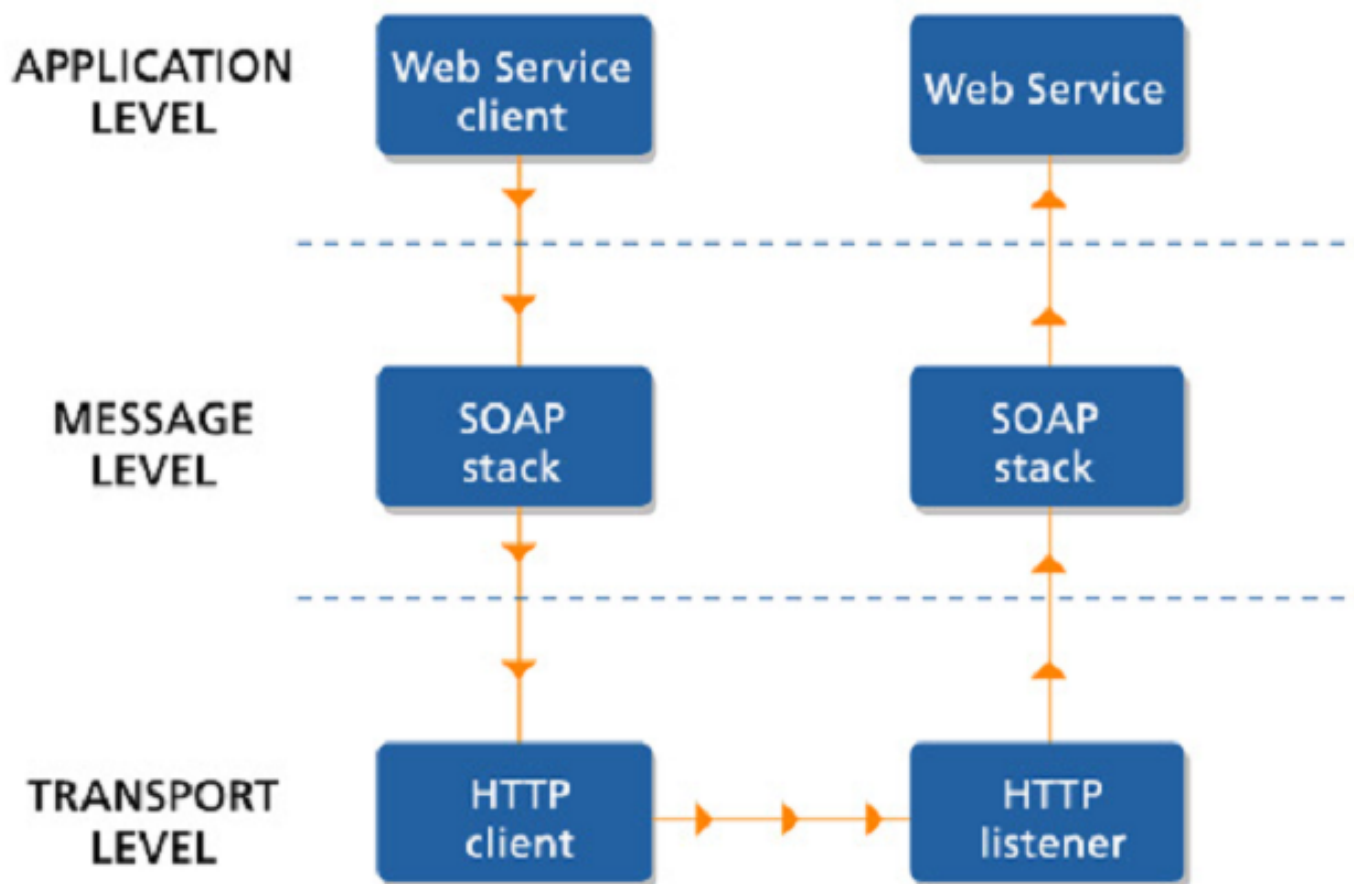 APPLICATION
LEVEL
Web Service
client
Web Service
MESSAGE
LEVEL
SOAP
stack
SOAP
stack
TRANSPORT
LEVEL
HTTP
client
HTTP
listener